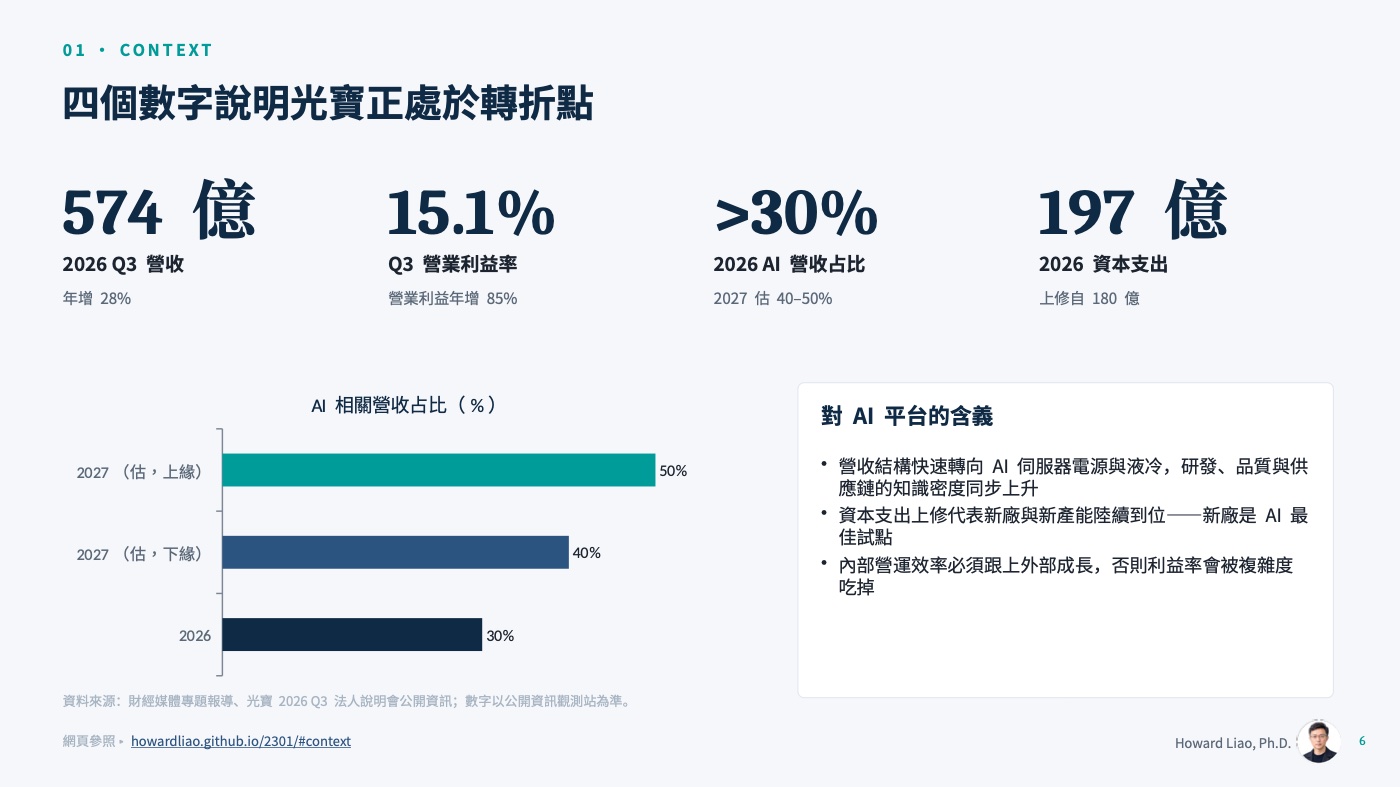 01 · CONTEXT
四個數字說明光寶正處於轉折點
574 億
2026 Q3 營收
年增 28%
15.1%
Q3 營業利益率
營業利益年增 85%
>30%
2026 AI 營收占比
2027 估 40–50%
197 億
2026 資本支出
上修自 180 億
AI 相關營收占比（%）
2027 （估，上緣）
50%
2027 （估，下緣）
40%
2026
30%
對 AI 平台的含義
• 營收結構快速轉向 AI 伺服器電源與液冷，研發、品質與供
應鏈的知識密度同步上升
• 資本支出上修代表新廠與新產能陸續到位——新廠是 AI 最
佳試點
• 內部營運效率必須跟上外部成長，否則利益率會被複雜度
吃掉
資料來源：財經媒體專題報導、光寶 2026 Q3 法人說明會公開資訊；數字以公開資訊觀測站為準。
網頁參照 ▸ howardliao.github.io/2301/#context
Howard Liao, Ph.D.
6